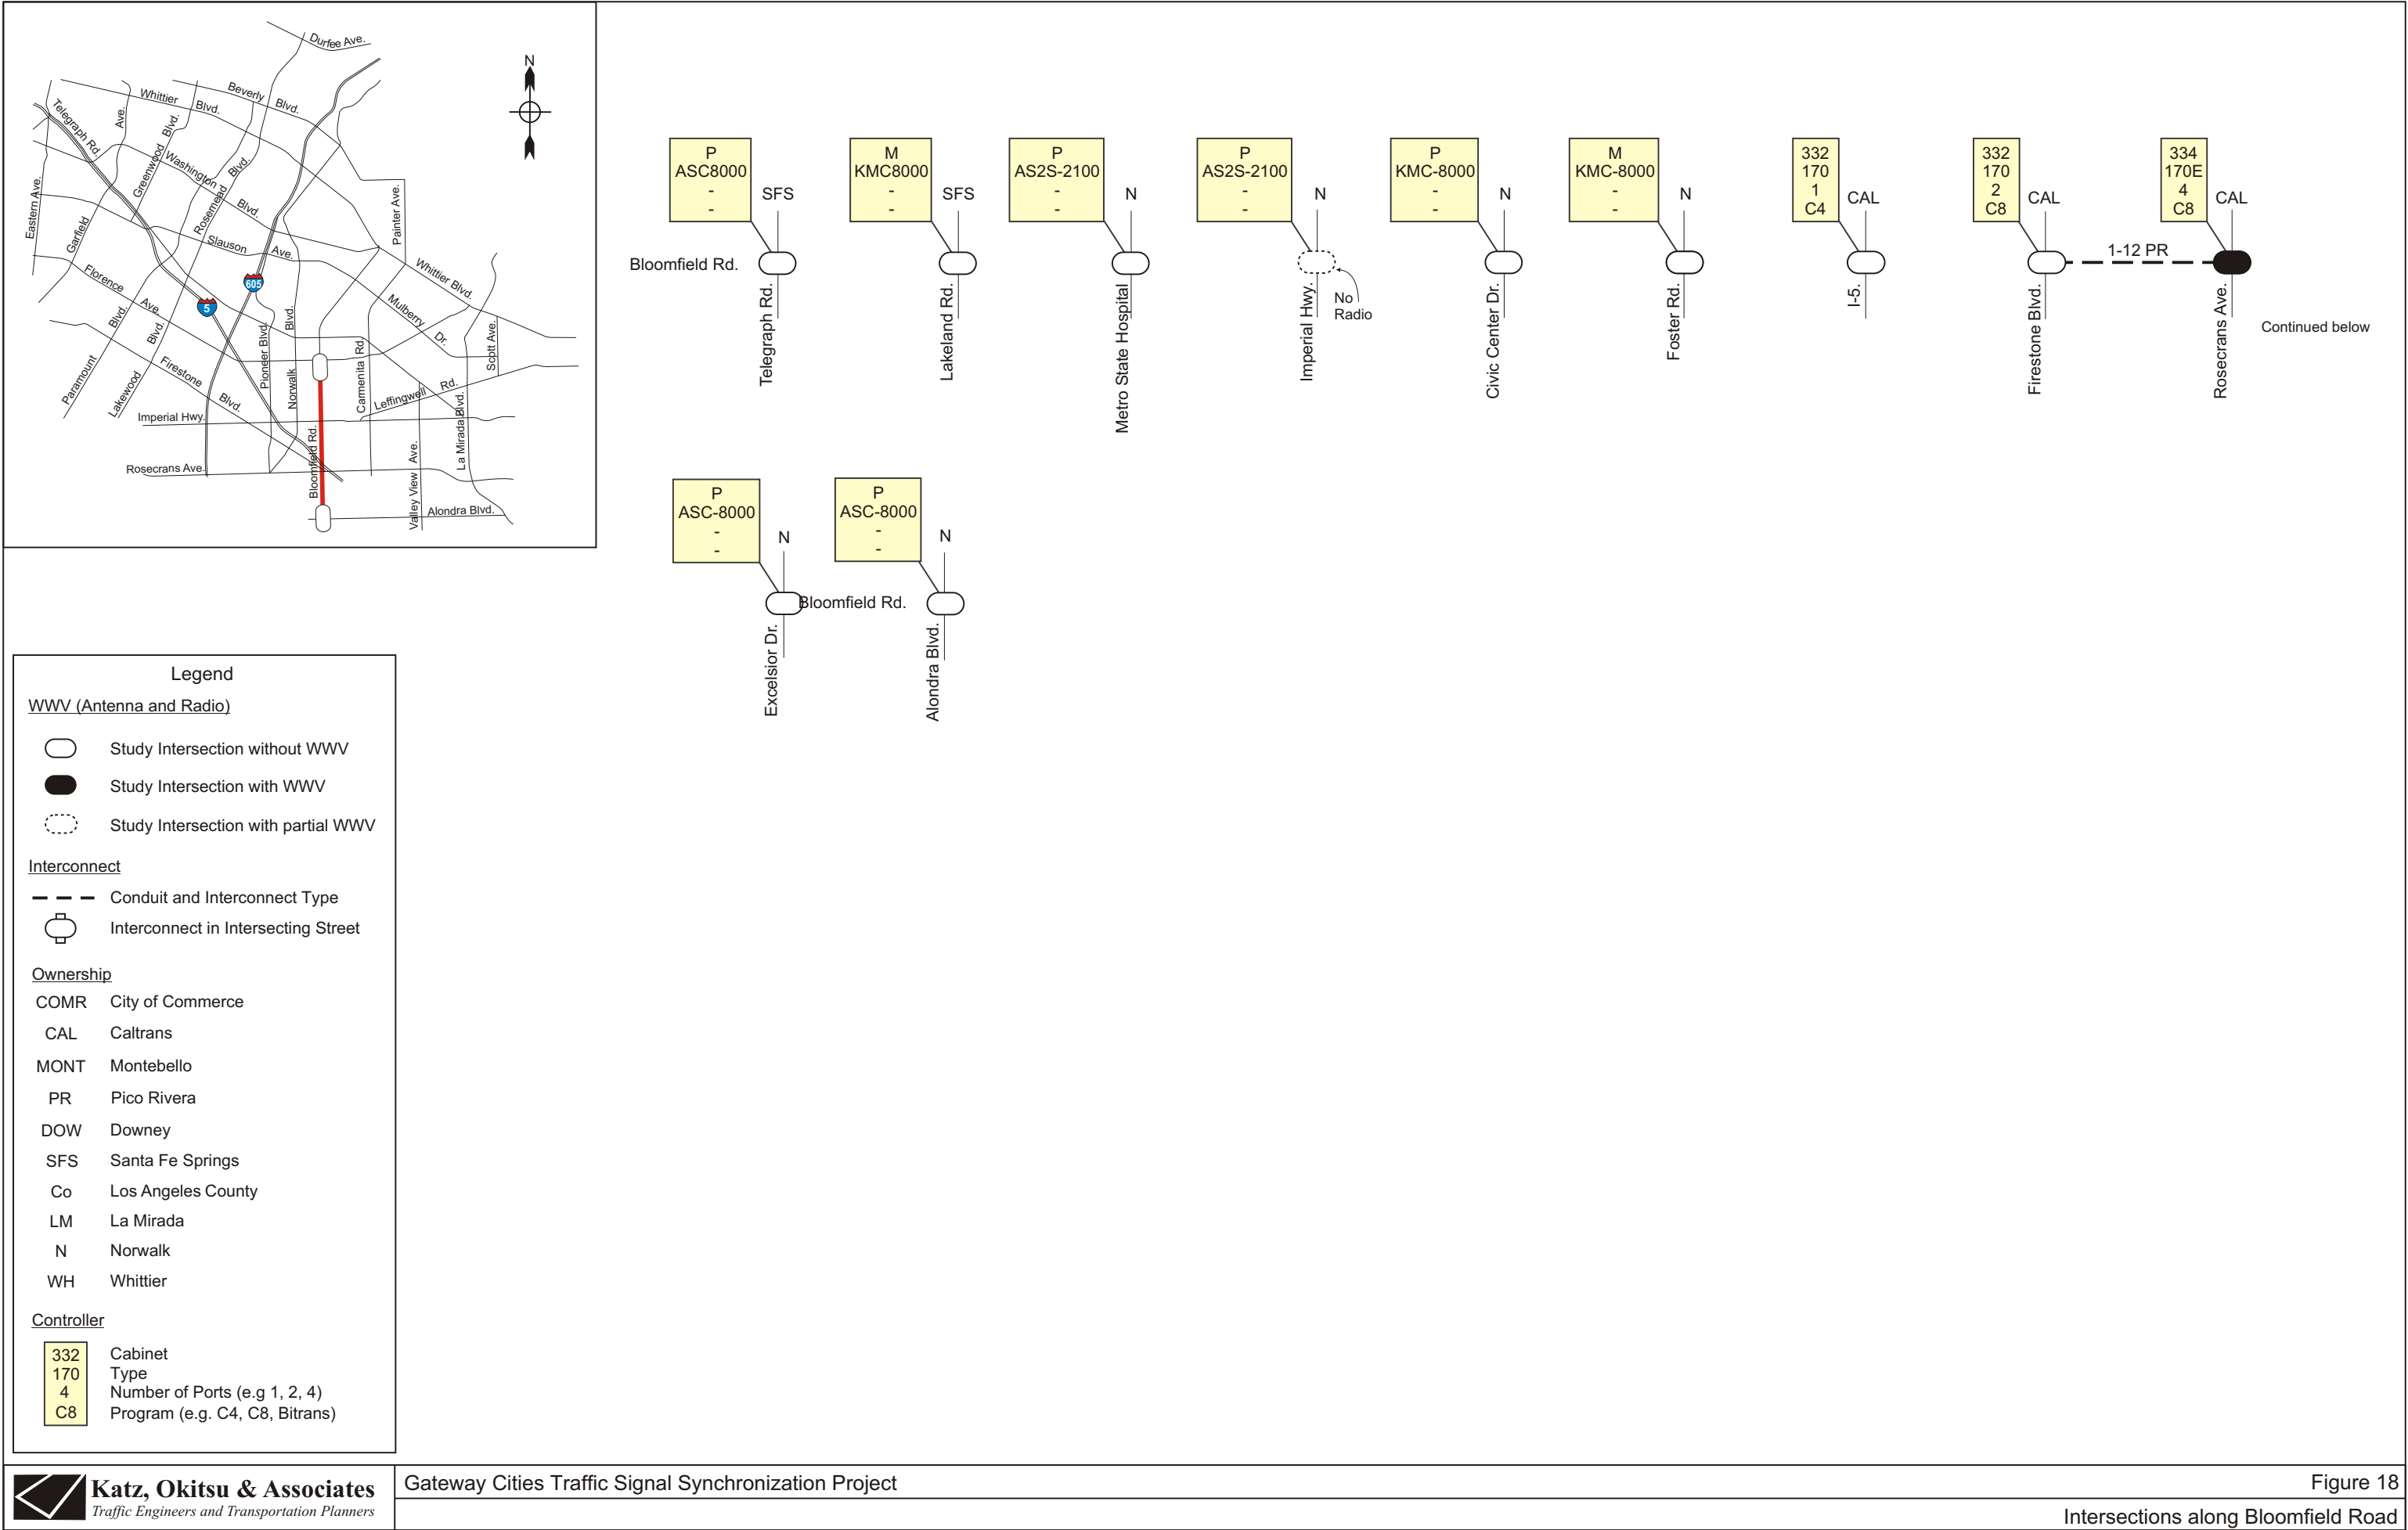 Durfee Ave.
N
Whittier Blvd.
Beverly Blvd.
Telegraph Rd.
Ave.
Greenwood Blvd.
Washington Blvd.
Rosemead Blvd.
Eastern Ave.
Garfield
Slauson Ave.
Painter Ave.
Whittier Blvd.
Florence Ave.
605
5
Mulberry Dr.
Blvd.
Blvd.
Paramount
Lakewood
Firestone Blvd.
Pioneer Blvd.
Norwalk
Blvd.
Carmenita Rd.
Scott Ave.
Leffingwell Rd.
Imperial Hwy.
Bloomfield Rd.
La Mirada Blvd.
Rosecrans Ave.
Valley View Ave.
Alondra Blvd.
P
ASC8000
-
-
SFS
M
KMC8000
-
-
SFS
P
AS2S-2100
-
-
N
P
AS2S-2100
-
-
N
P
KMC-8000
-
-
N
M
KMC-8000
-
-
N
332
170
1
C4
CAL
332
170
2
C8
CAL
334
170E
4
C8
CAL
Bloomfield Rd.
1-12 PR
Telegraph Rd.
Lakeland Rd.
Metro State Hospital
Imperial Hwy.
No
Radio
Civic Center Dr.
Foster Rd.
I-5.
Firestone Blvd.
Rosecrans Ave.
Continued below
P
ASC-8000
-
-
N
P
ASC-8000
-
-
N
Bloomfield Rd.
Excelsior Dr.
Alondra Blvd.
Legend
WWV (Antenna and Radio)
Study Intersection without WWV
Study Intersection with WWV
Study Intersection with partial WWV
Interconnect
Conduit and Interconnect Type
Interconnect in Intersecting Street
Ownership
COMR City of Commerce
CAL Caltrans
MONT Montebello
PR Pico Rivera
DOW Downey
SFS Santa Fe Springs
Co Los Angeles County
LM La Mirada
N Norwalk
WH Whittier
Controller
332 Cabinet
170 Type
4 Number of Ports (e.g 1, 2, 4)
C8 Program (e.g. C4, C8, Bitrans)
Katz, Okitsu & Associates
Traffic Engineers and Transportation Planners
Gateway Cities Traffic Signal Synchronization Project
Figure 18
Intersections along Bloomfield Road